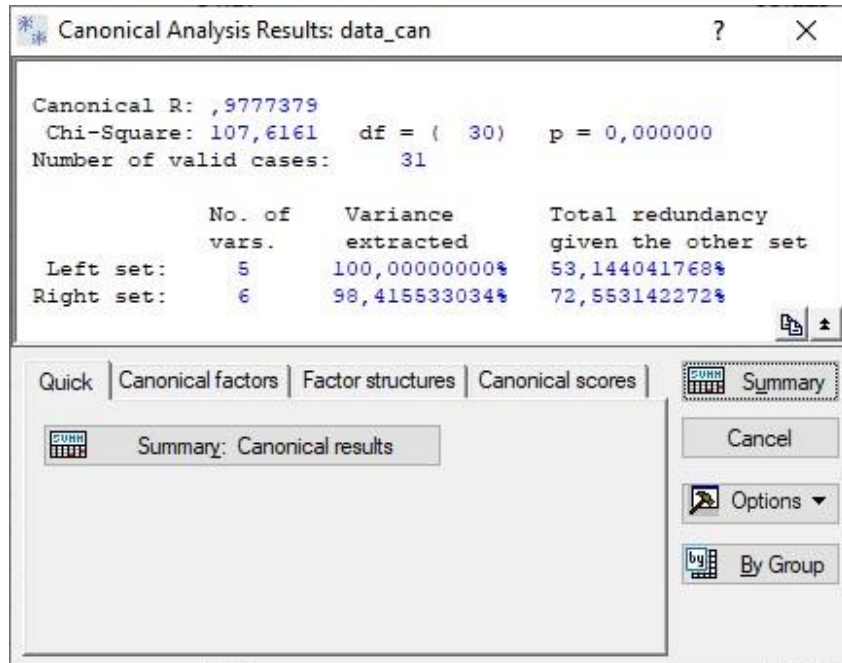 Canonical Analysis Results: data_can ?
Canonical R: ,9777379
Chi-Square: 107,6161 df = ( 30) p = 0,000000
Number of valid cases: 31
No. of Variance Total redundancy
vars. extracted given the other set
Left set: 5 100,00000000% 53,144041768%
Right set: 6 98,415533034% 72,553142272%
Quick Canonical factors Factor structures Canonical scores
SUMM Summary
SUMM Summary: Canonical results
Cancel
Options
by By Group